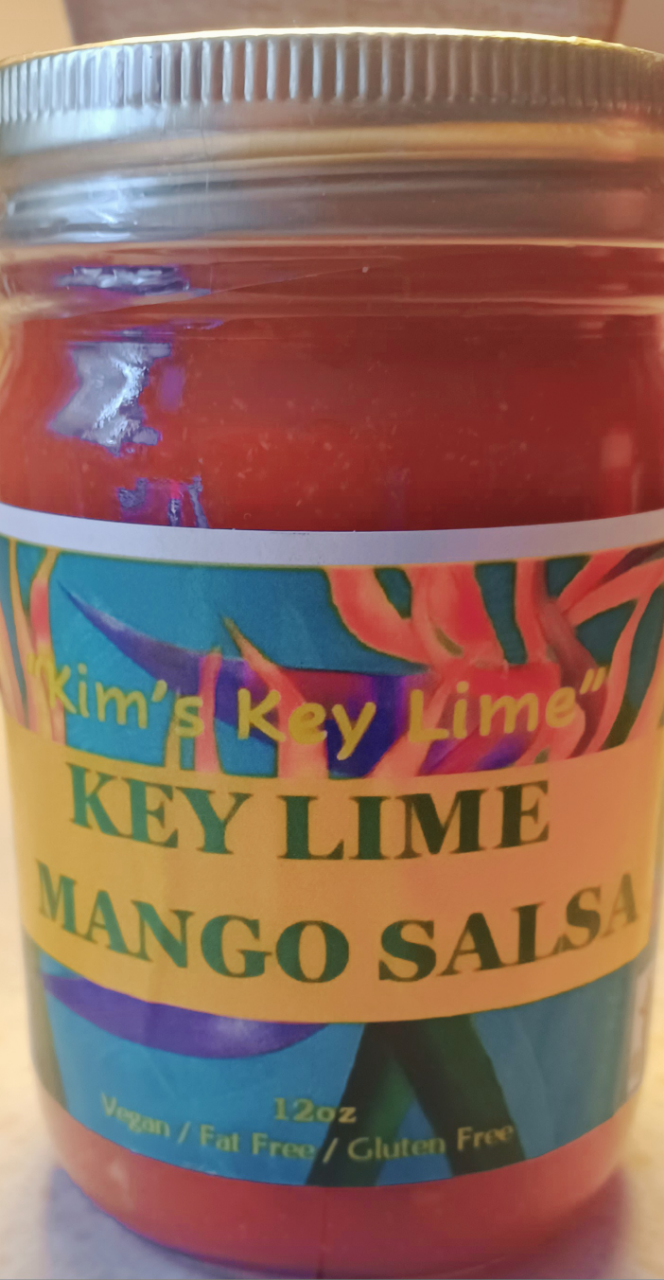 "Kim's Key Lime"
KEY LIME
MANGO SALSA
12oz
Vegan / Fat Free / Gluten Free